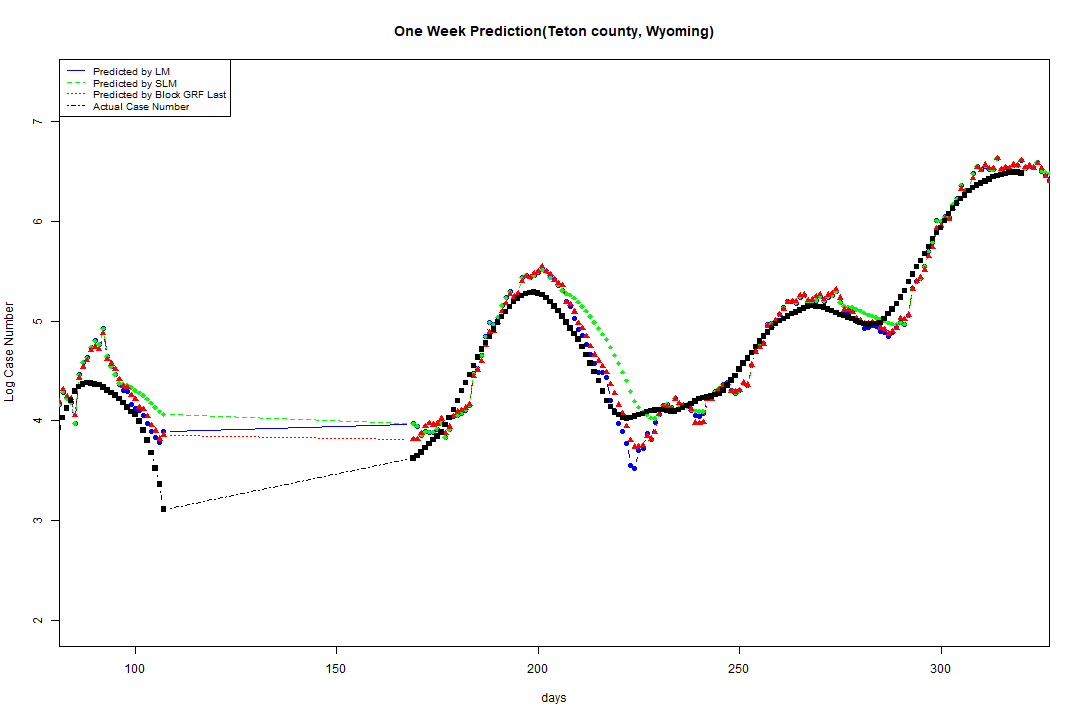 One Week Prediction(Teton county, Wyoming)
Predicted by LM
Predicted by SLM
Predicted by Block GRF Last
Actual Case Number
Log Case Number
7
6
5
4
3
2
100 150 200 250 300
days